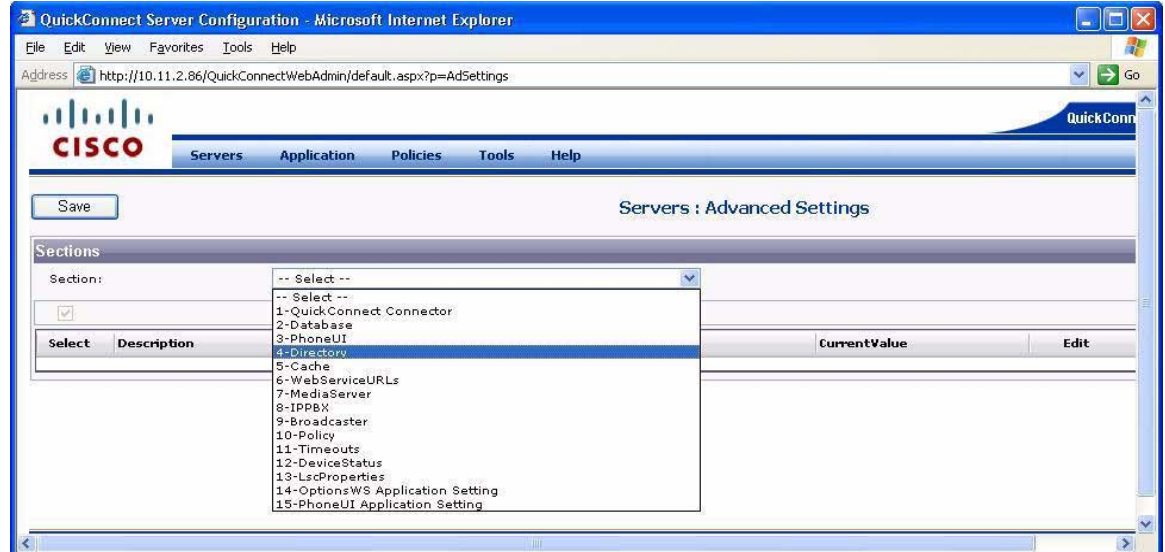 QuickConnect Server Configuration - Microsoft Internet Explorer
File Edit View Favorites Tools Help
Address http://10.11.2.86/QuickConnectWebAdmin/default.aspx?p=AdSettings Go
CISCO
QuickConn
Servers Application Policies Tools Help
Save
Servers : Advanced Settings
Sections
Section: -- Select --
-- Select --
1-QuickConnect Connector
2-Database
3-PhoneUI
4-Directory
5-Cache
6-WebServiceURLs
7-MediaServer
8-IPPBX
9-Broadcaster
10-Policy
11-Timeouts
12-DeviceStatus
13-LscProperties
14-OptionsWS Application Setting
15-PhoneUI Application Setting
Select Description CurrentValue Edit